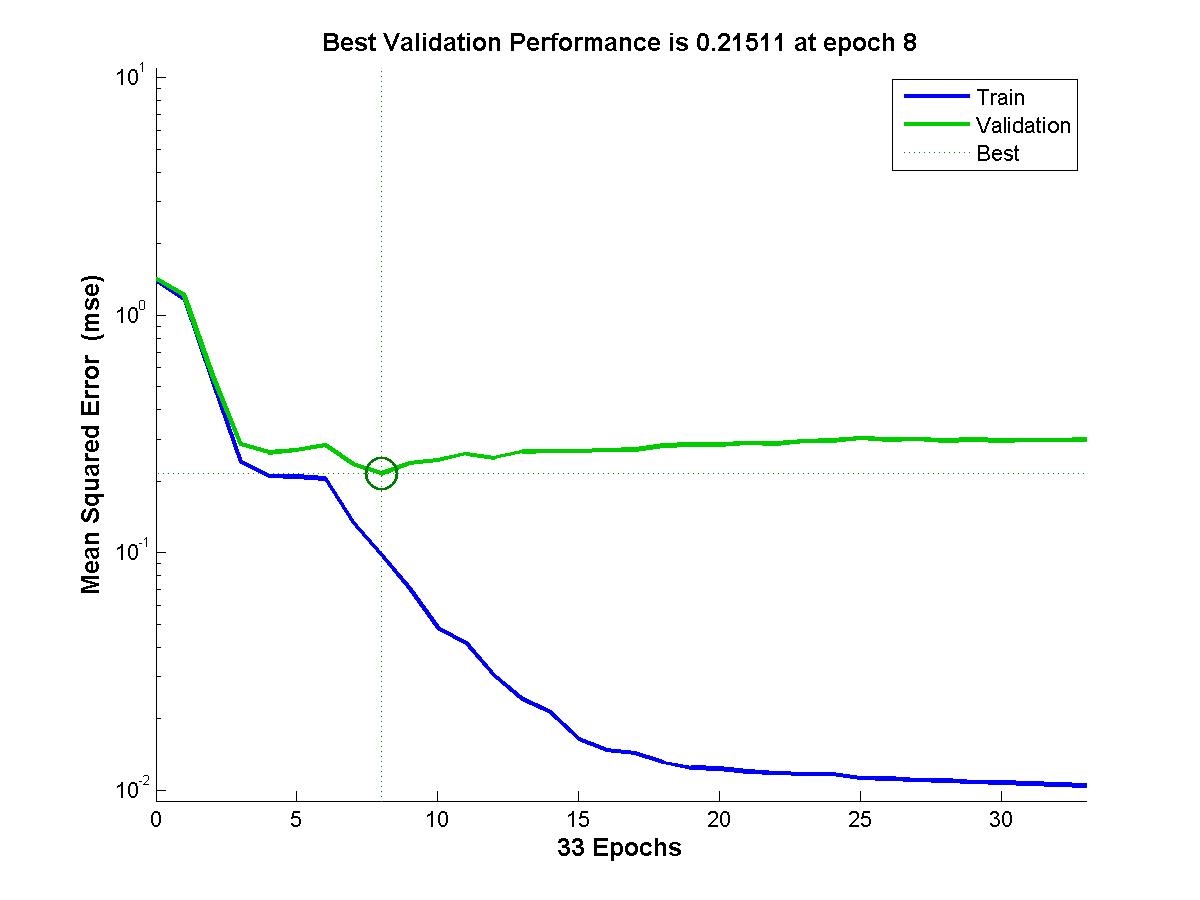 Best Validation Performance is 0.21511 at epoch 8
Train
Validation
Best
Mean Squared Error (mse)
10^1
10^0
10^-1
10^-2
0 5 10 15 20 25 30
33 Epochs